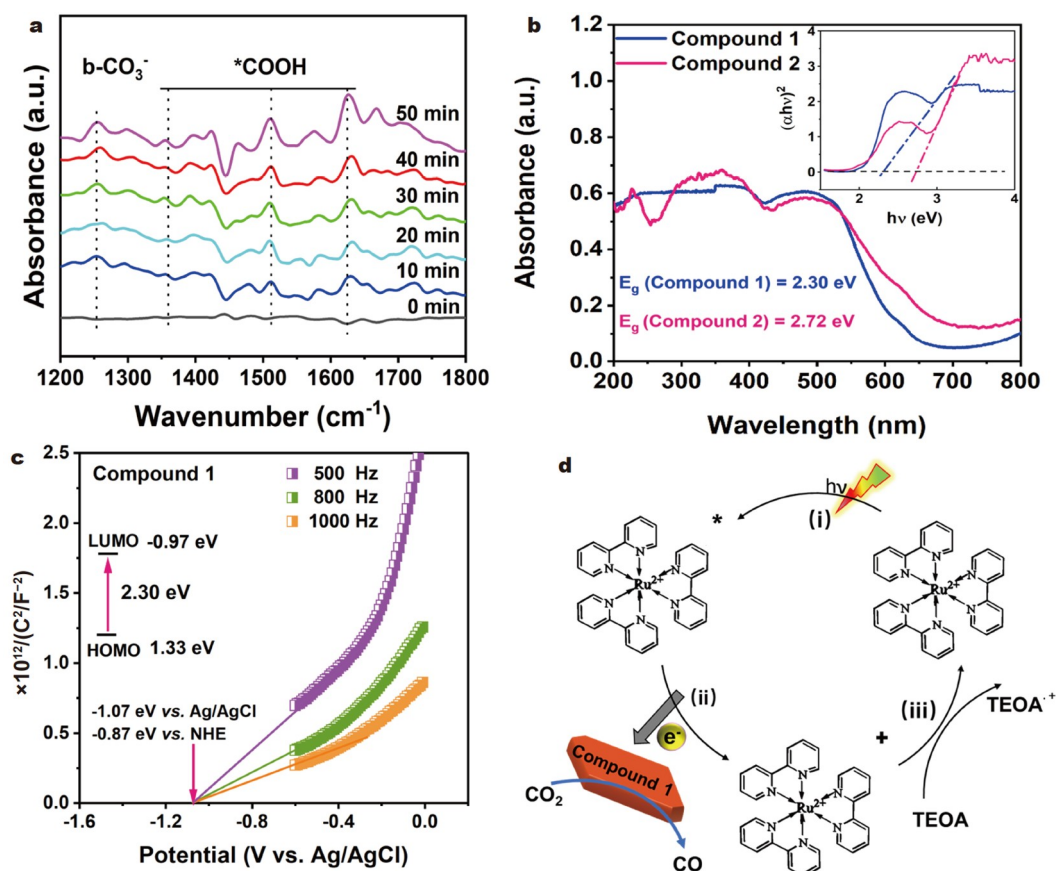 a
b-CO₃⁻
*COOH
50 min
40 min
30 min
20 min
10 min
0 min
Absorbance (a.u.)
1200 1300 1400 1500 1600 1700 1800
Wavenumber (cm⁻¹)
b
Compound 1
Compound 2
Absorbance (a.u.)
1.2
1.0
0.8
0.6
0.4
0.2
0.0
200 300 400 500 600 700 800
Wavelength (nm)
E_g (Compound 1) = 2.30 eV
E_g (Compound 2) = 2.72 eV
(αhν)²
4
3
2
1
0
2 3 4
hν (eV)
c
Compound 1
500 Hz
800 Hz
1000 Hz
LUMO -0.97 eV
2.30 eV
HOMO 1.33 eV
-1.07 eV vs. Ag/AgCl
-0.87 eV vs. NHE
×10¹²/(C²/F⁻²)
2.5
2.0
1.5
1.0
0.5
0.0
-1.6 -1.2 -0.8 -0.4 0.0
Potential (V vs. Ag/AgCl)
d
hν
(i)
*
N N N N N N
Ru²⁺
N N N N N N
Ru²⁺
(ii)
e⁻
Compound 1
CO₂
CO
+
N N N N N N
Ru²⁺
(iii)
TEOA·⁺
TEOA